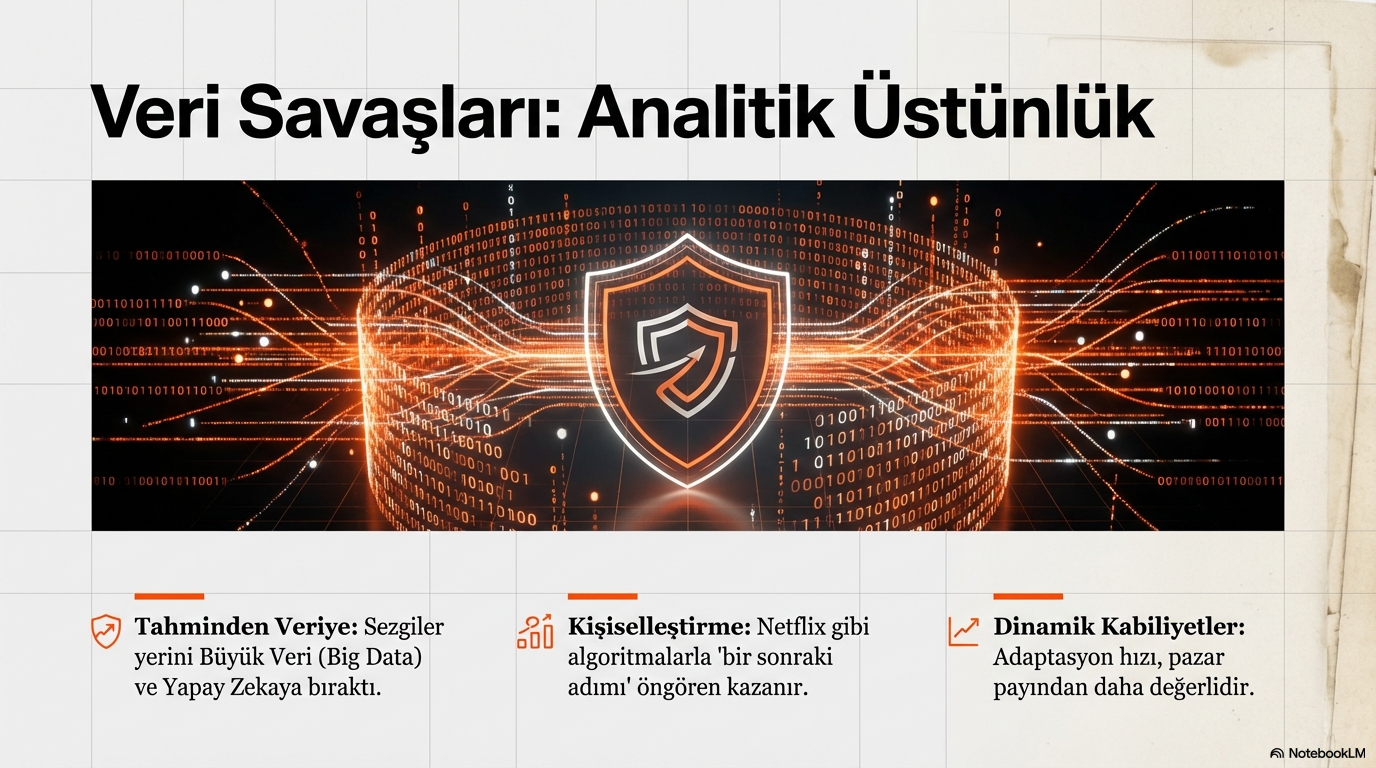 Veri Savaşları: Analitik Üstünlük
Tahminden Veriye: Sezgiler
yerini Büyük Veri (Big Data)
ve Yapay Zekaya bıraktı.
Kişiselleştirme: Netflix gibi
algoritmalarla 'bir sonraki
adımı' öngören kazanır.
Dinamik Kabiliyetler:
Adaptasyon hızı, pazar
payından daha değerlidir.
NotebookLM